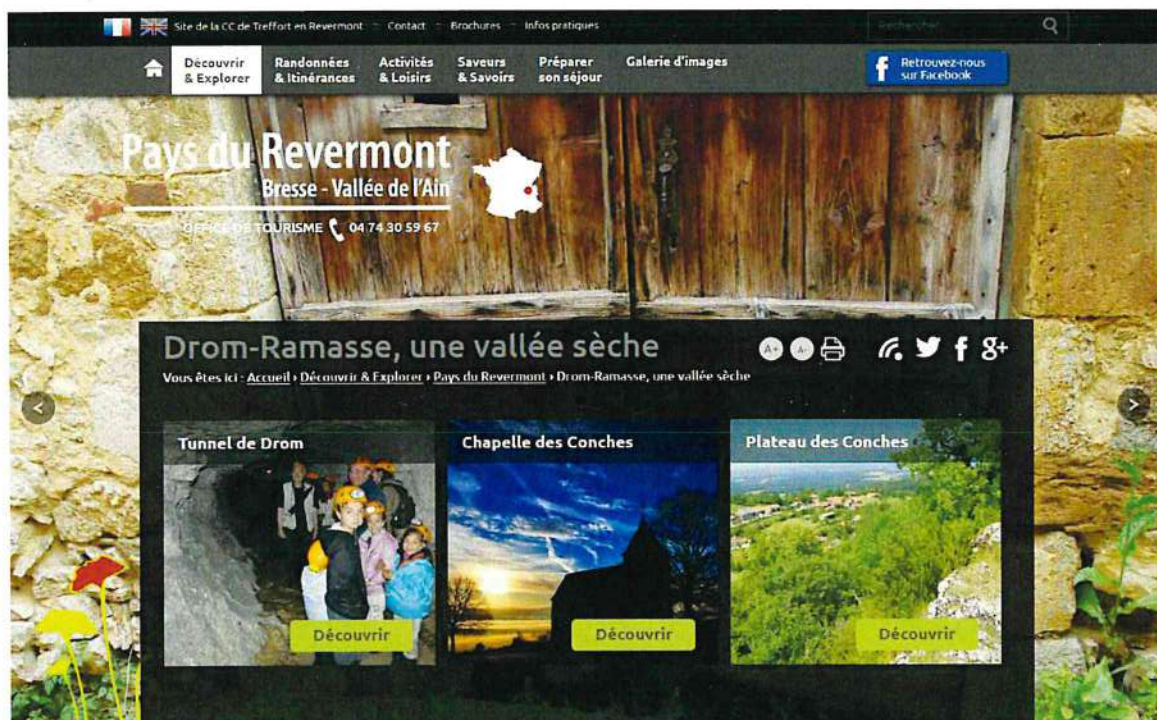 Site de la CC de Treffort en Revermont :: Contact :: Brochures :: Infos pratiques
Rechercher
Découvrir & Explorer
Randonnées & Itinérances
Activités & Loisirs
Saveurs & Savoirs
Préparer son séjour
Galerie d'images
Retrouvez-nous sur Facebook
Pays du Revermont
Bresse - Vallée de l'Ain
OFFICE DE TOURISME 04 74 30 59 67
Drom-Ramasse, une vallée sèche
A+ A-
Vous êtes ici : Accueil › Découvrir & Explorer › Pays du Revermont › Drom-Ramasse, une vallée sèche
Tunnel de Drom
Chapelle des Conches
Plateau des Conches
Découvrir
Découvrir
Découvrir